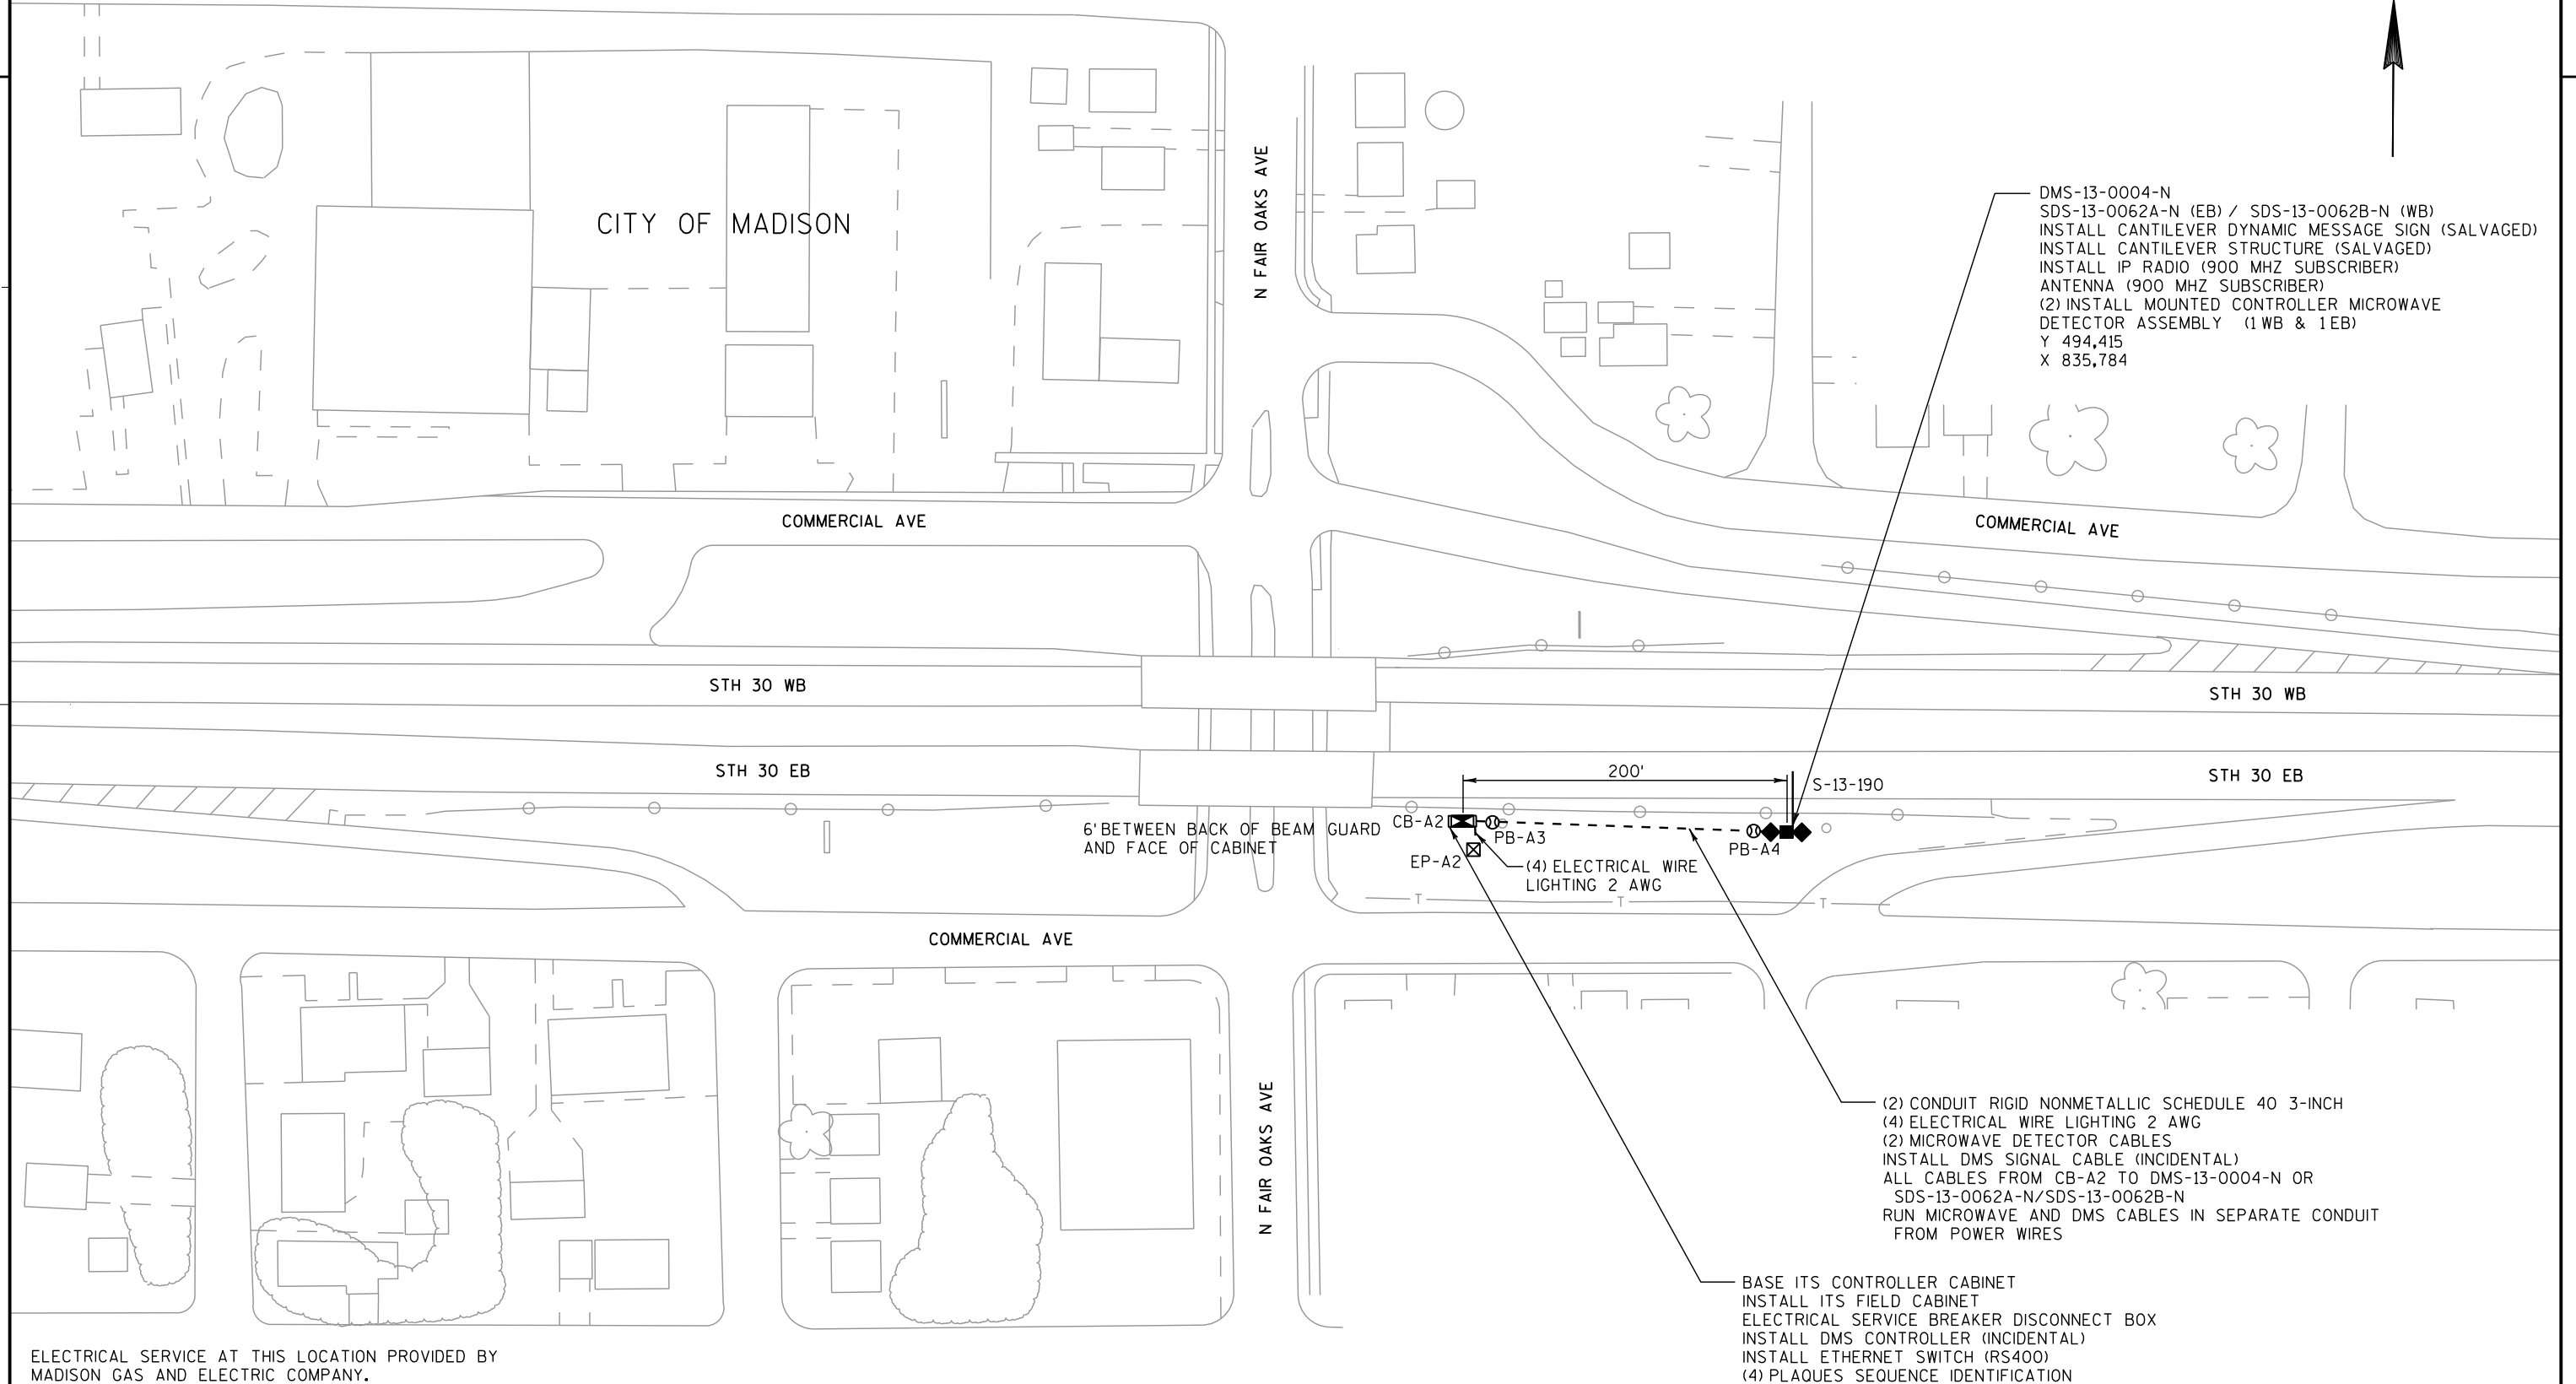 N FAIR OAKS AVE
CITY OF MADISON
DMS-13-0004-N
SDS-13-0062A-N (EB) / SDS-13-0062B-N (WB)
INSTALL CANTILEVER DYNAMIC MESSAGE SIGN (SALVAGED)
INSTALL CANTILEVER STRUCTURE (SALVAGED)
INSTALL IP RADIO (900 MHZ SUBSCRIBER)
ANTENNA (900 MHZ SUBSCRIBER)
(2) INSTALL MOUNTED CONTROLLER MICROWAVE
DETECTOR ASSEMBLY (1 WB & 1 EB)
Y 494,415
X 835,784
COMMERCIAL AVE
COMMERCIAL AVE
STH 30 WB
STH 30 WB
STH 30 EB
STH 30 EB
200'
S-13-190
6' BETWEEN BACK OF BEAM GUARD
AND FACE OF CABINET
CB-A2
PB-A3
PB-A4
EP-A2
(4) ELECTRICAL WIRE
LIGHTING 2 AWG
T
T
T
COMMERCIAL AVE
N FAIR OAKS AVE
(2) CONDUIT RIGID NONMETALLIC SCHEDULE 40 3-INCH
(4) ELECTRICAL WIRE LIGHTING 2 AWG
(2) MICROWAVE DETECTOR CABLES
INSTALL DMS SIGNAL CABLE (INCIDENTAL)
ALL CABLES FROM CB-A2 TO DMS-13-0004-N OR
SDS-13-0062A-N/SDS-13-0062B-N
RUN MICROWAVE AND DMS CABLES IN SEPARATE CONDUIT
FROM POWER WIRES
BASE ITS CONTROLLER CABINET
INSTALL ITS FIELD CABINET
ELECTRICAL SERVICE BREAKER DISCONNECT BOX
INSTALL DMS CONTROLLER (INCIDENTAL)
INSTALL ETHERNET SWITCH (RS400)
(4) PLAQUES SEQUENCE IDENTIFICATION
ELECTRICAL SERVICE AT THIS LOCATION PROVIDED BY
MADISON GAS AND ELECTRIC COMPANY.